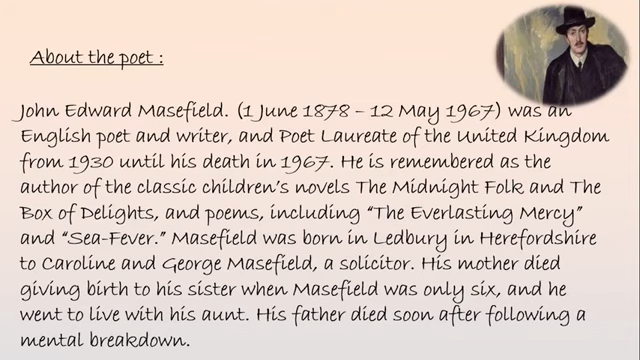 About the poet :
John Edward Masefield. (1 June 1878 – 12 May 1967) was an
English poet and writer, and Poet Laureate of the United Kingdom
from 1930 until his death in 1967. He is remembered as the
author of the classic children's novels The Midnight Folk and The
Box of Delights, and poems, including "The Everlasting Mercy"
and "Sea-Fever." Masefield was born in Ledbury in Herefordshire
to Caroline and George Masefield, a solicitor. His mother died
giving birth to his sister when Masefield was only six, and he
went to live with his aunt. His father died soon after following a
mental breakdown.